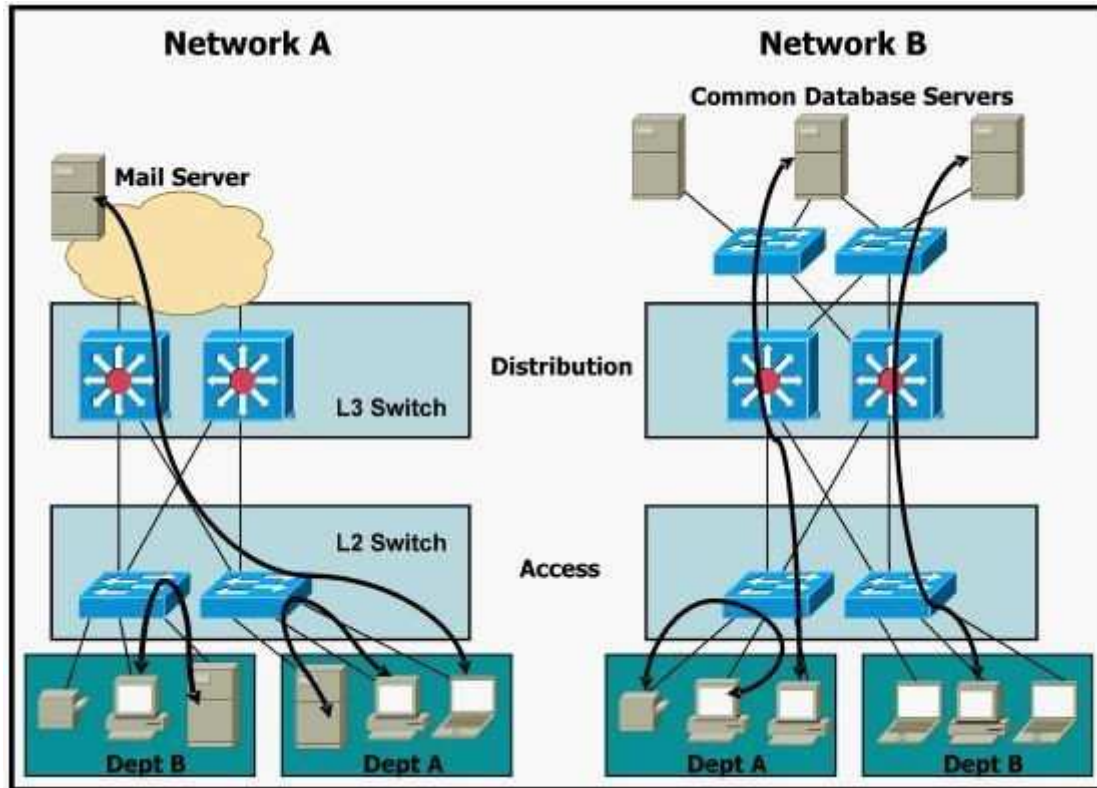 Network A
Network B
Common Database Servers
Mail Server
Distribution
L3 Switch
L2 Switch
Access
Dept B
Dept A
Dept A
Dept B